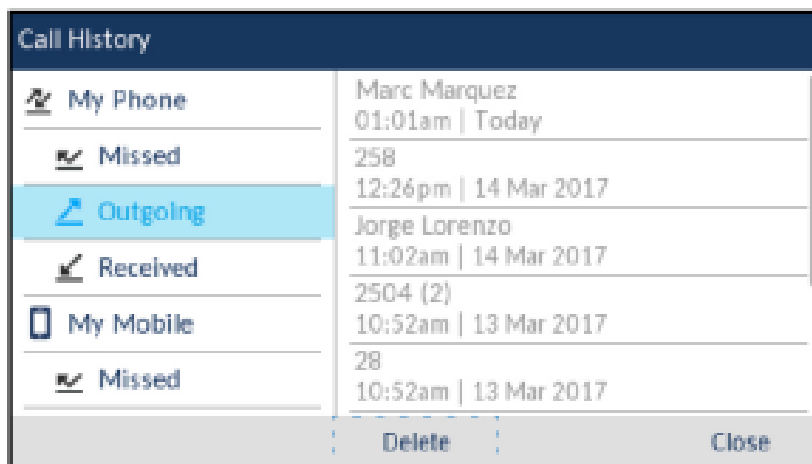 Call History
My Phone
Missed
Outgoing
Received
My Mobile
Missed
Marc Marquez
01:01am | Today
258
12:26pm | 14 Mar 2017
Jorge Lorenzo
11:02am | 14 Mar 2017
2504 (2)
10:52am | 13 Mar 2017
28
10:52am | 13 Mar 2017
Delete
Close